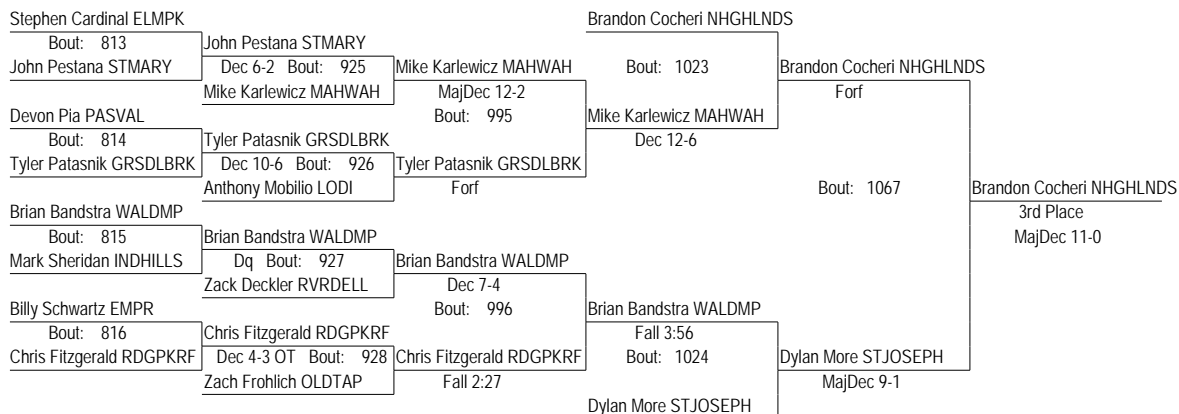 Stephen Cardinal ELMPK
Brandon Cocheri NHGHLNDS
Bout: 813
John Pestana STMARY
John Pestana STMARY
Dec 6-2 Bout: 925
Mike Karlewicz MAHWAH
Bout: 1023
Brandon Cocheri NHGHLNDS
Mike Karlewicz MAHWAH
MajDec 12-2
Forf
Devon Pia PASVAL
Bout: 995
Mike Karlewicz MAHWAH
Bout: 814
Tyler Patasnik GRSDLBRK
Dec 12-6
Tyler Patasnik GRSDLBRK
Dec 10-6 Bout: 926
Tyler Patasnik GRSDLBRK
Anthony Mobilio LODI
Forf
Bout: 1067
Brandon Cocheri NHGHLNDS
Brian Bandstra WALDMP
3rd Place
Bout: 815
Brian Bandstra WALDMP
MajDec 11-0
Mark Sheridan INDHILLS
Dq Bout: 927
Brian Bandstra WALDMP
Zack Deckler RVRDELL
Dec 7-4
Billy Schwartz EMPR
Bout: 996
Brian Bandstra WALDMP
Bout: 816
Chris Fitzgerald RDGPKRF
Fall 3:56
Chris Fitzgerald RDGPKRF
Dec 4-3 OT Bout: 928
Chris Fitzgerald RDGPKRF
Bout: 1024
Dylan More STJOSEPH
Zach Frohlich OLDTAP
Fall 2:27
MajDec 9-1
Dylan More STJOSEPH